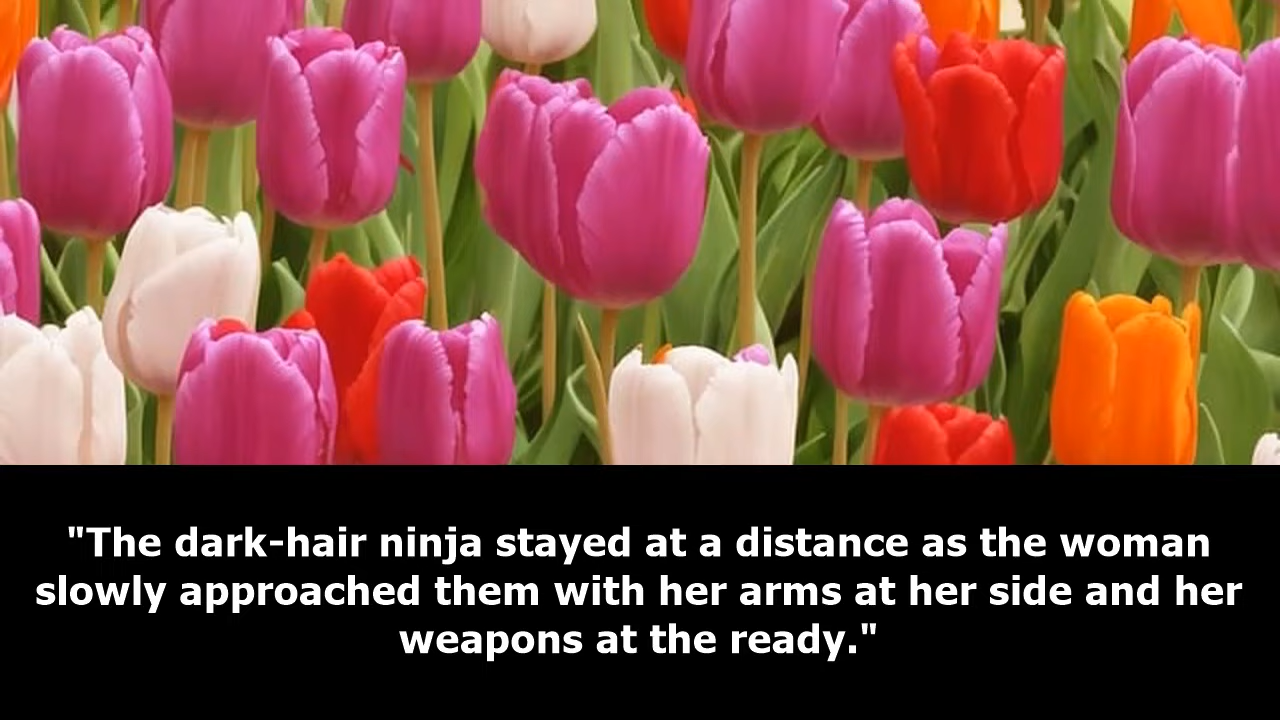 "The dark-hair ninja stayed at a distance as the woman
slowly approached them with her arms at her side and her
weapons at the ready."